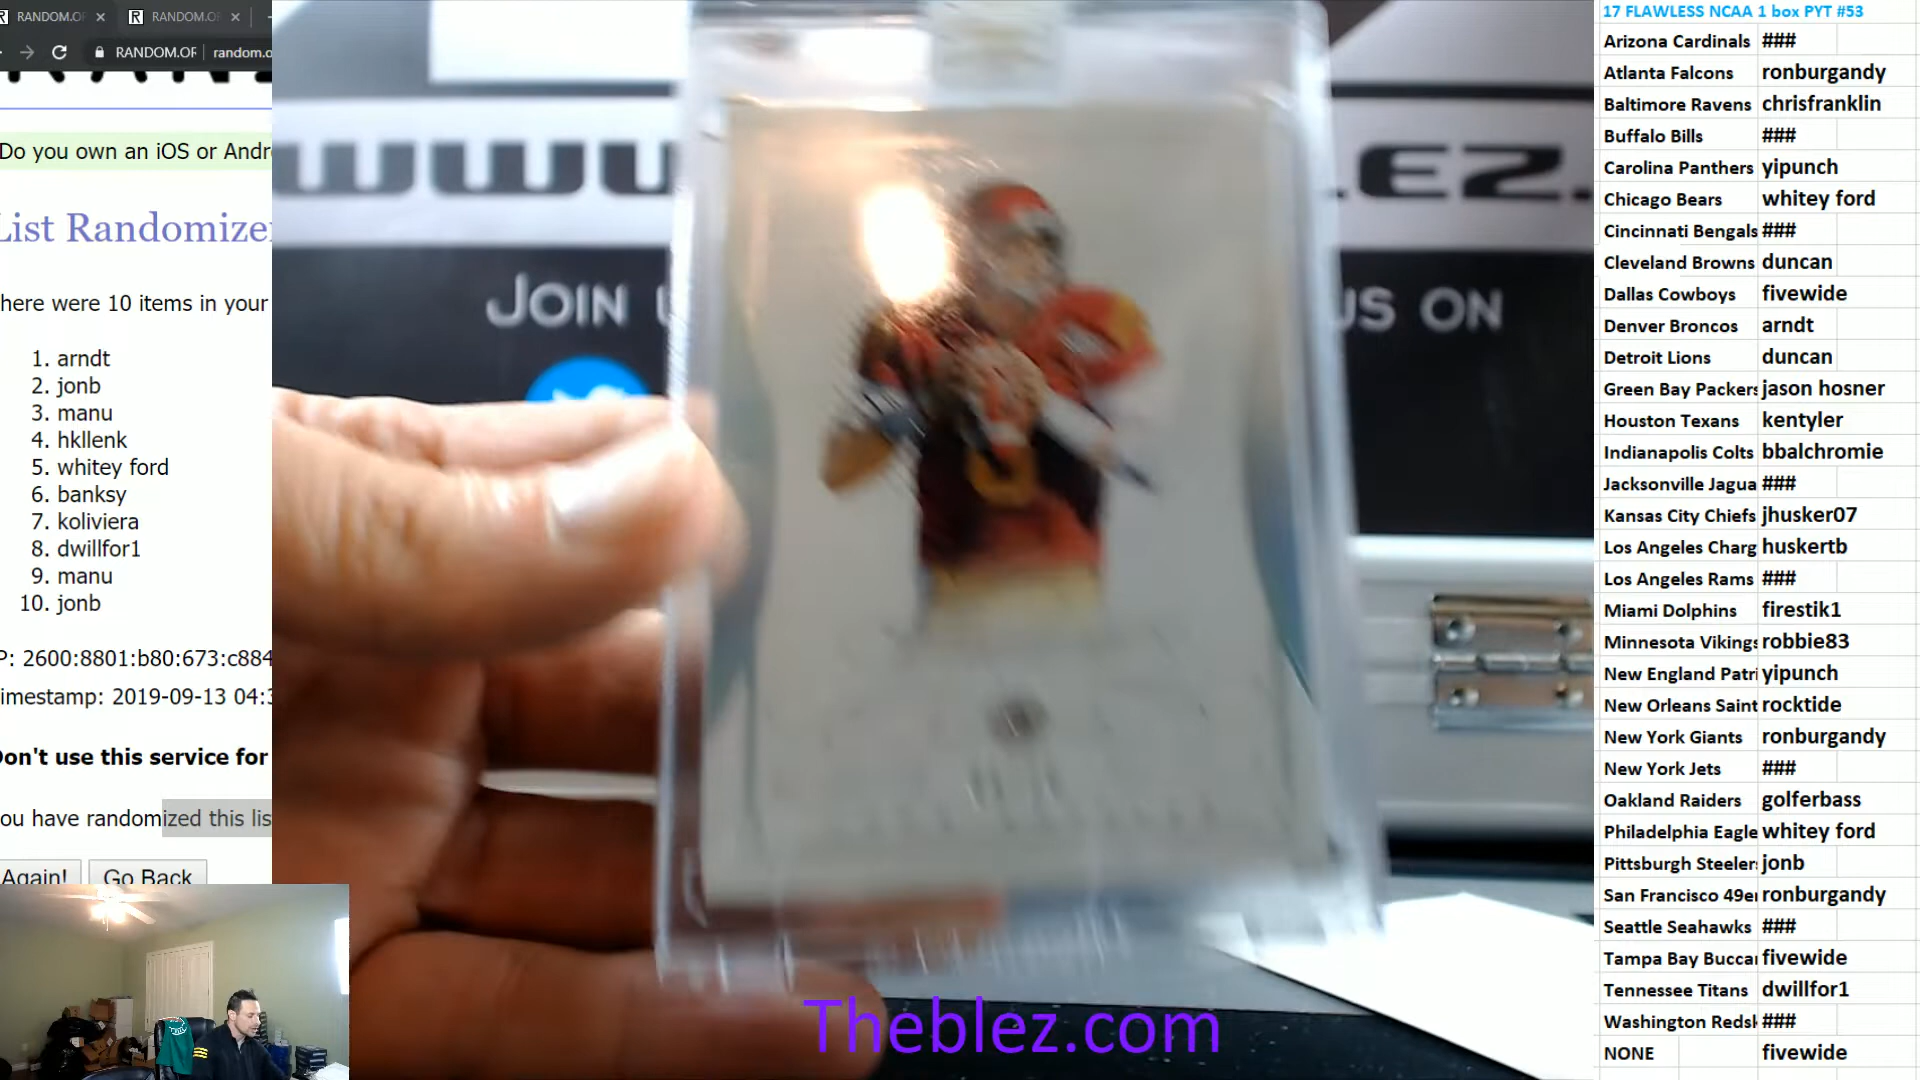 RANDOM.OF
RANDOM.OF
RANDOM.OF
random.o
Do you own an iOS or Andr
List Randomize
here were 10 items in your
1. arndt
2. jonb
3. manu
4. hkllenk
5. whitey ford
6. banksy
7. koliviera
8. dwillfor1
9. manu
10. jonb
P: 2600:8801:b80:673:c884
imestamp: 2019-09-13 04:3
Don't use this service for
ou have randomized this lis
Again!
Go Back
WWW
LEZ.
JOIN
US ON
Theblez.com
17 FLAWLESS NCAA 1 box PYT #53
Arizona Cardinals ###
Atlanta Falcons ronburgandy
Baltimore Ravens chrisfranklin
Buffalo Bills ###
Carolina Panthers yipunch
Chicago Bears whitey ford
Cincinnati Bengals ###
Cleveland Browns duncan
Dallas Cowboys fivewide
Denver Broncos arndt
Detroit Lions duncan
Green Bay Packers jason hosner
Houston Texans kentyler
Indianapolis Colts bbalchromie
Jacksonville Jagua ###
Kansas City Chiefs jhusker07
Los Angeles Charg huskertb
Los Angeles Rams ###
Miami Dolphins firestik1
Minnesota Vikings robbie83
New England Patri yipunch
New Orleans Saint rocktide
New York Giants ronburgandy
New York Jets ###
Oakland Raiders golferbass
Philadelphia Eagle whitey ford
Pittsburgh Steelers jonb
San Francisco 49er ronburgandy
Seattle Seahawks ###
Tampa Bay Buccan fivewide
Tennessee Titans dwillfor1
Washington Redsk ###
NONE fivewide